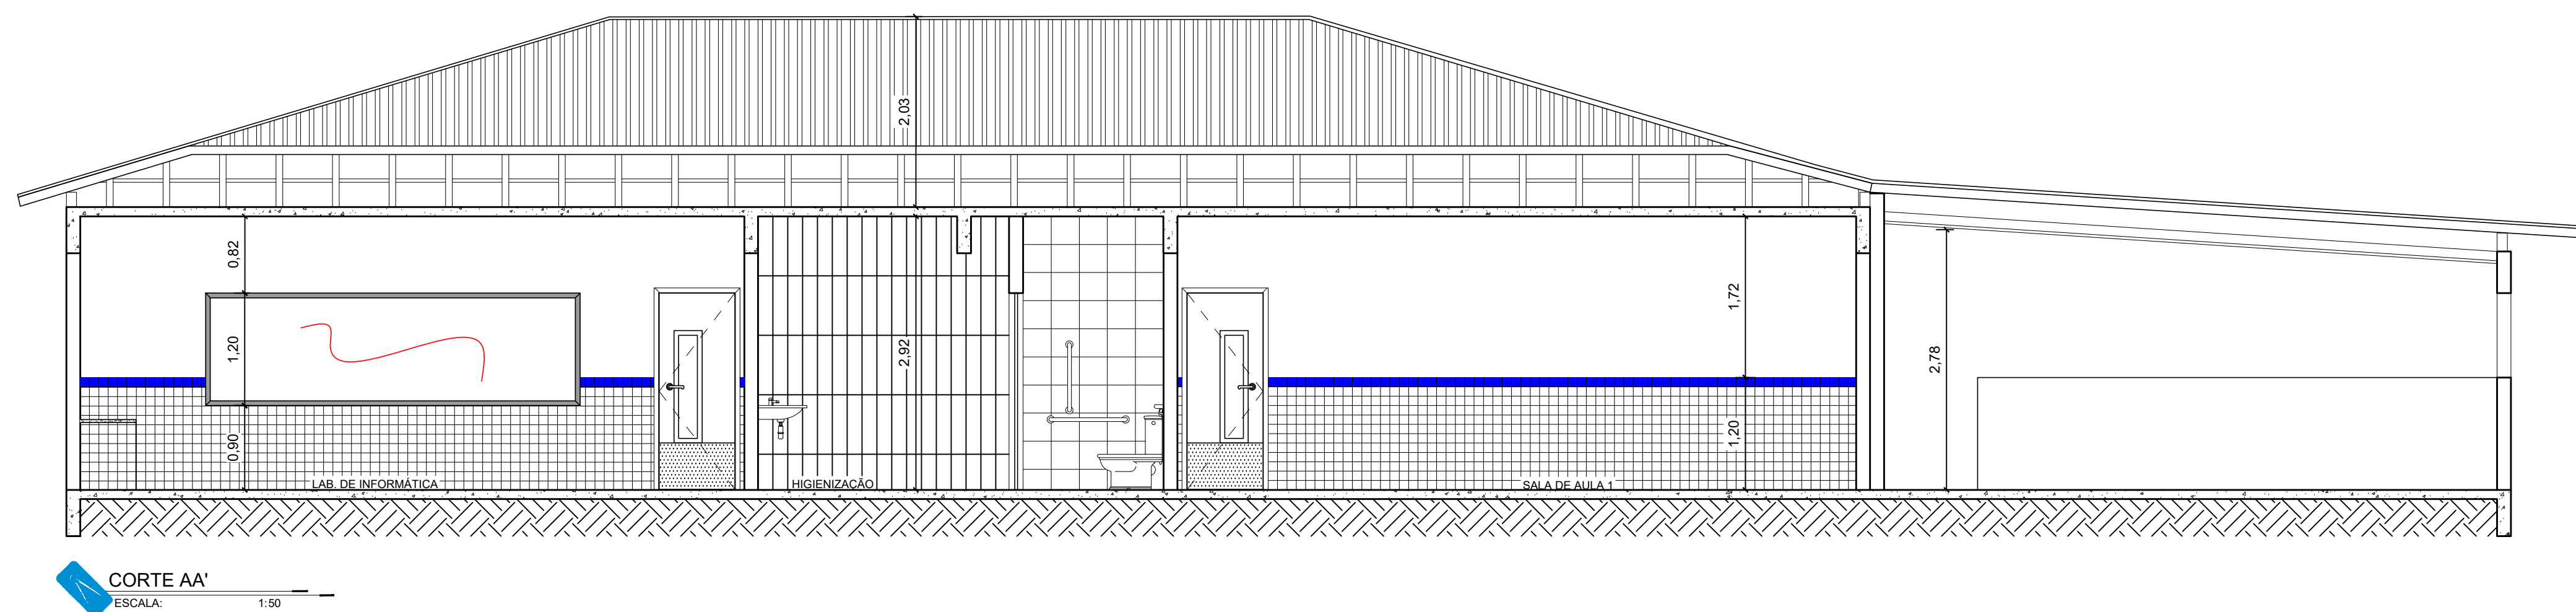 2,03
0,82
1,20
0,90
2,92
1,72
1,20
2,78
LAB. DE INFORMÁTICA
HIGIENIZAÇÃO
SALA DE AULA 1
CORTE AA'
ESCALA: 1:50